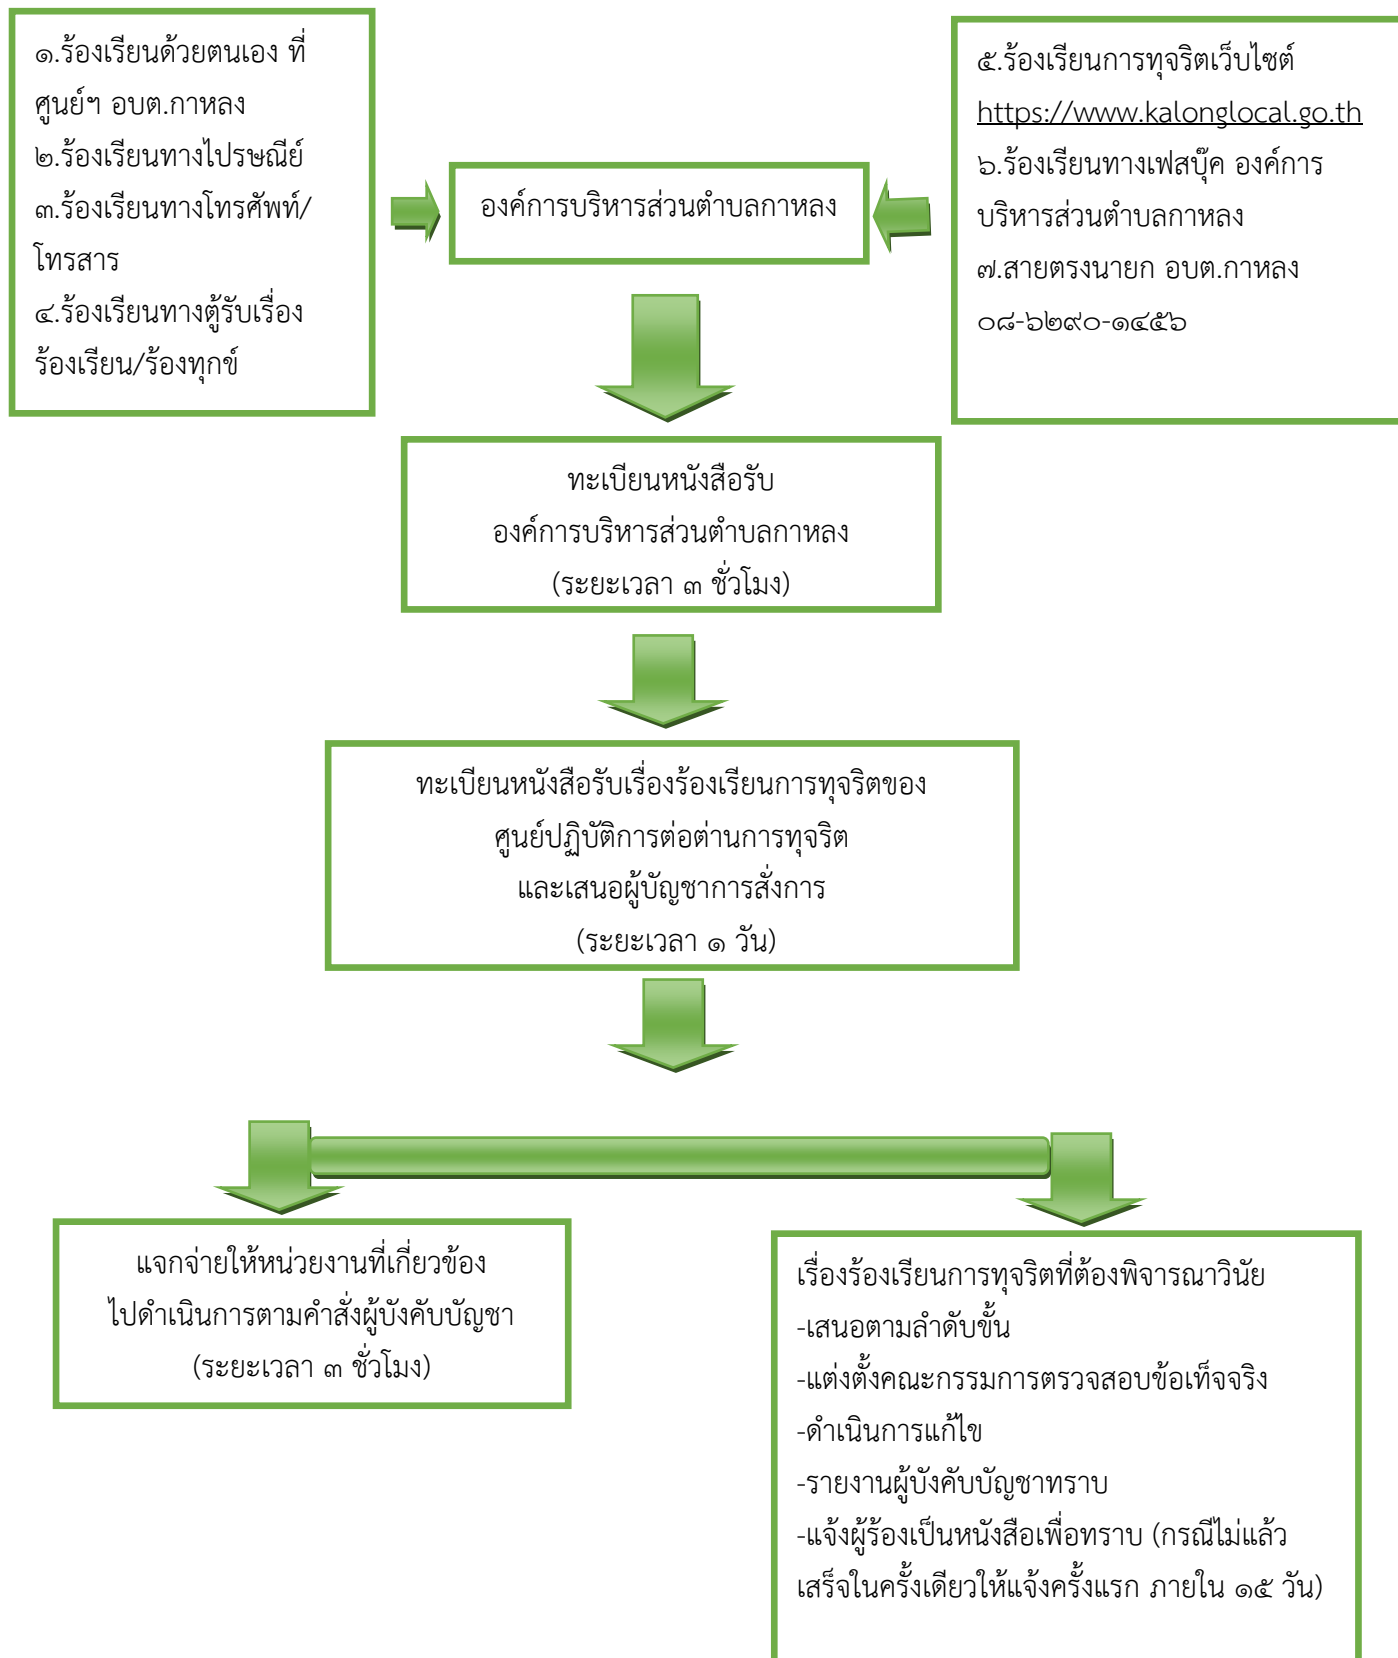 ๑.ร้องเรียนด้วยตนเอง ที่
ศูนย์ฯ อบต.กาหลง
๒.ร้องเรียนทางไปรษณีย์
๓.ร้องเรียนทางโทรศัพท์/
โทรสาร
๔.ร้องเรียนทางตู้รับเรื่อง
ร้องเรียน/ร้องทุกข์
องค์การบริหารส่วนตำบลกาหลง
๕.ร้องเรียนการทุจริตเว็บไซต์
https://www.kalonglocal.go.th
๖.ร้องเรียนทางเฟสบุ๊ค องค์การ
บริหารส่วนตำบลกาหลง
๗.สายตรงนายก อบต.กาหลง
๐๘-๖๒๙๐-๑๔๕๖
ทะเบียนหนังสือรับ
องค์การบริหารส่วนตำบลกาหลง
(ระยะเวลา ๓ ชั่วโมง)
ทะเบียนหนังสือรับเรื่องร้องเรียนการทุจริตของ
ศูนย์ปฏิบัติการต่อต่านการทุจริต
และเสนอผู้บัญชาการสั่งการ
(ระยะเวลา ๑ วัน)
แจกจ่ายให้หน่วยงานที่เกี่ยวข้อง
ไปดำเนินการตามคำสั่งผู้บังคับบัญชา
(ระยะเวลา ๓ ชั่วโมง)
เรื่องร้องเรียนการทุจริตที่ต้องพิจารณาวินัย
-เสนอตามลำดับขั้น
-แต่งตั้งคณะกรรมการตรวจสอบข้อเท็จจริง
-ดำเนินการแก้ไข
-รายงานผู้บังคับบัญชาทราบ
-แจ้งผู้ร้องเป็นหนังสือเพื่อทราบ (กรณีไม่แล้ว
เสร็จในครั้งเดียวให้แจ้งครั้งแรก ภายใน ๑๕ วัน)